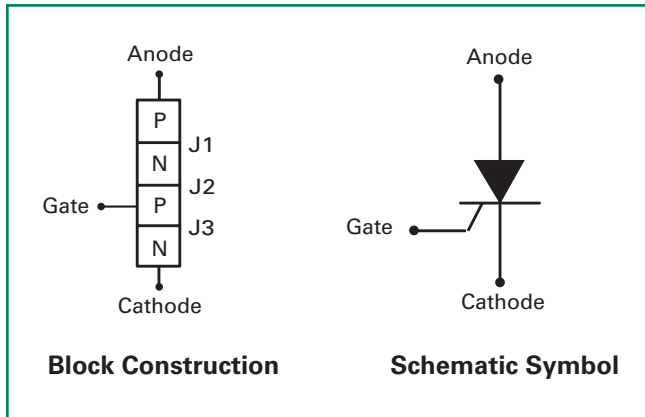 Anode
P
J1
N
J2
Gate
P
J3
N
Cathode
Block Construction
Anode
Gate
Cathode
Schematic Symbol